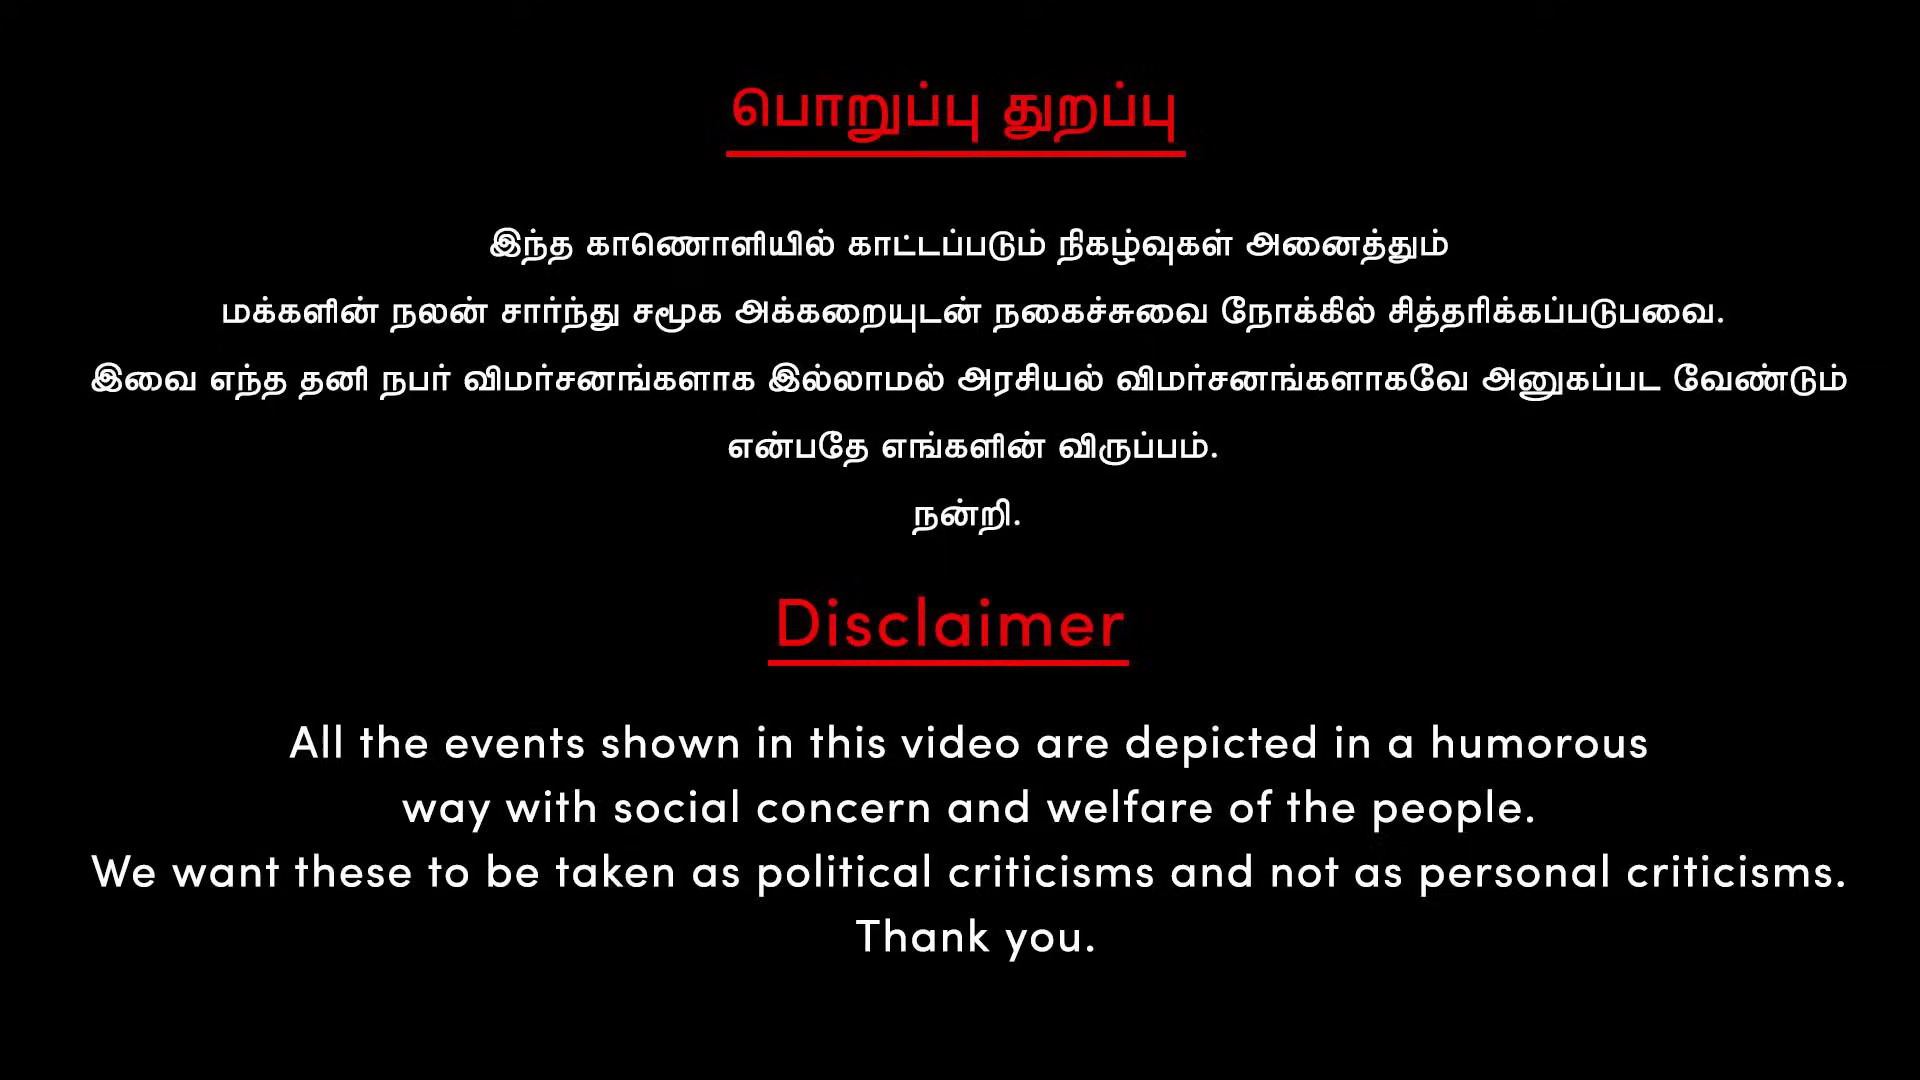 பொறுப்பு துறப்பு
இந்த காணொளியில் காட்டப்படும் நிகழ்வுகள் அனைத்தும்
மக்களின் நலன் சார்ந்து சமூக அக்கறையுடன் நகைச்சுவை நோக்கில் சித்தரிக்கப்படுபவை.
இவை எந்த தனி நபர் விமர்சனங்களாக இல்லாமல் அரசியல் விமர்சனங்களாகவே அனுகப்பட வேண்டும்
என்பதே எங்களின் விருப்பம்.
நன்றி.
Disclaimer
All the events shown in this video are depicted in a humorous
way with social concern and welfare of the people.
We want these to be taken as political criticisms and not as personal criticisms.
Thank you.